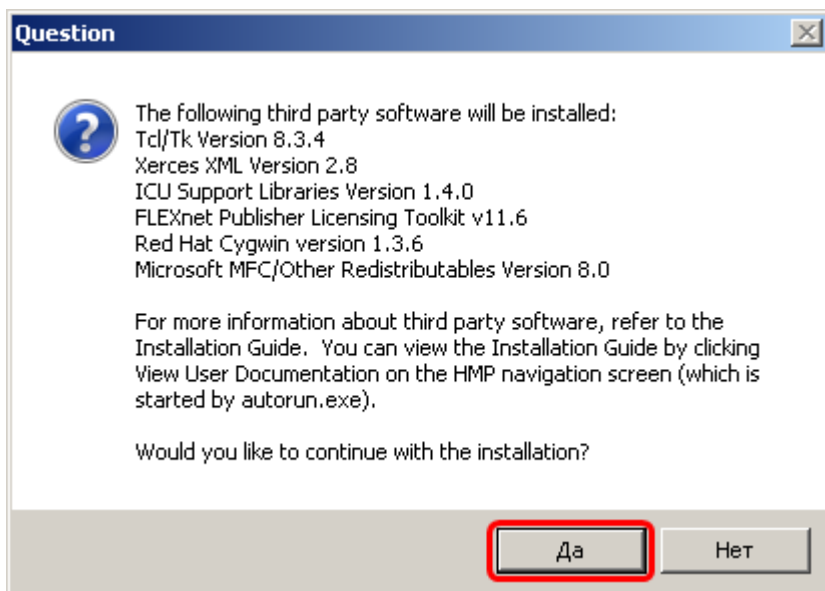 Question
The following third party software will be installed:
Tcl/Tk Version 8.3.4
Xerces XML Version 2.8
ICU Support Libraries Version 1.4.0
FLEXnet Publisher Licensing Toolkit v11.6
Red Hat Cygwin version 1.3.6
Microsoft MFC/Other Redistributables Version 8.0
For more information about third party software, refer to the
Installation Guide.  You can view the Installation Guide by clicking
View User Documentation on the HMP navigation screen (which is
started by autorun.exe).
Would you like to continue with the installation?
Да
Нет